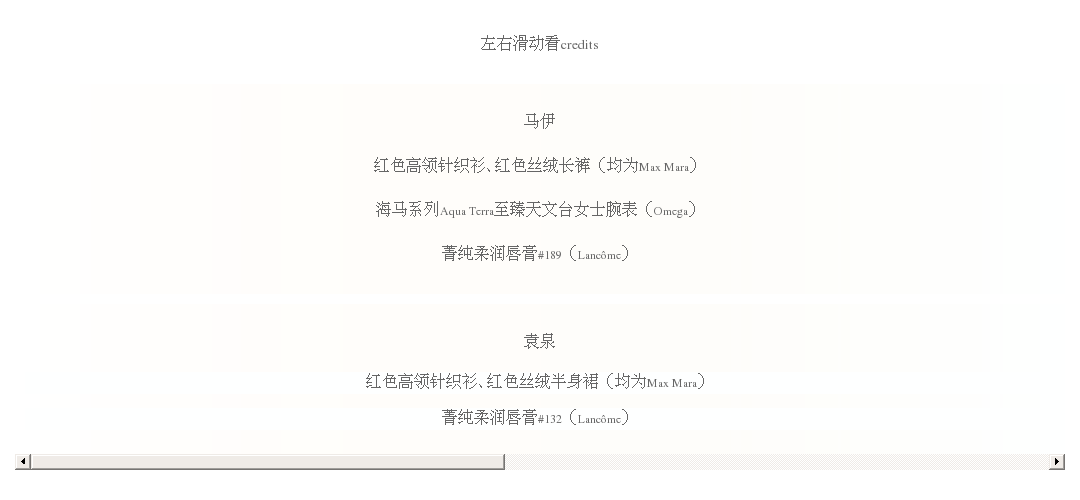 左右滑动看credits
马伊
红色高领针织衫、红色丝绒长裤（均为Max Mara）
海马系列Aqua Terra至臻天文台女士腕表（Omega）
菁纯柔润唇膏#189（Lancôme）
袁泉
红色高领针织衫、红色丝绒半身裙（均为Max Mara）
菁纯柔润唇膏#132（Lancôme）